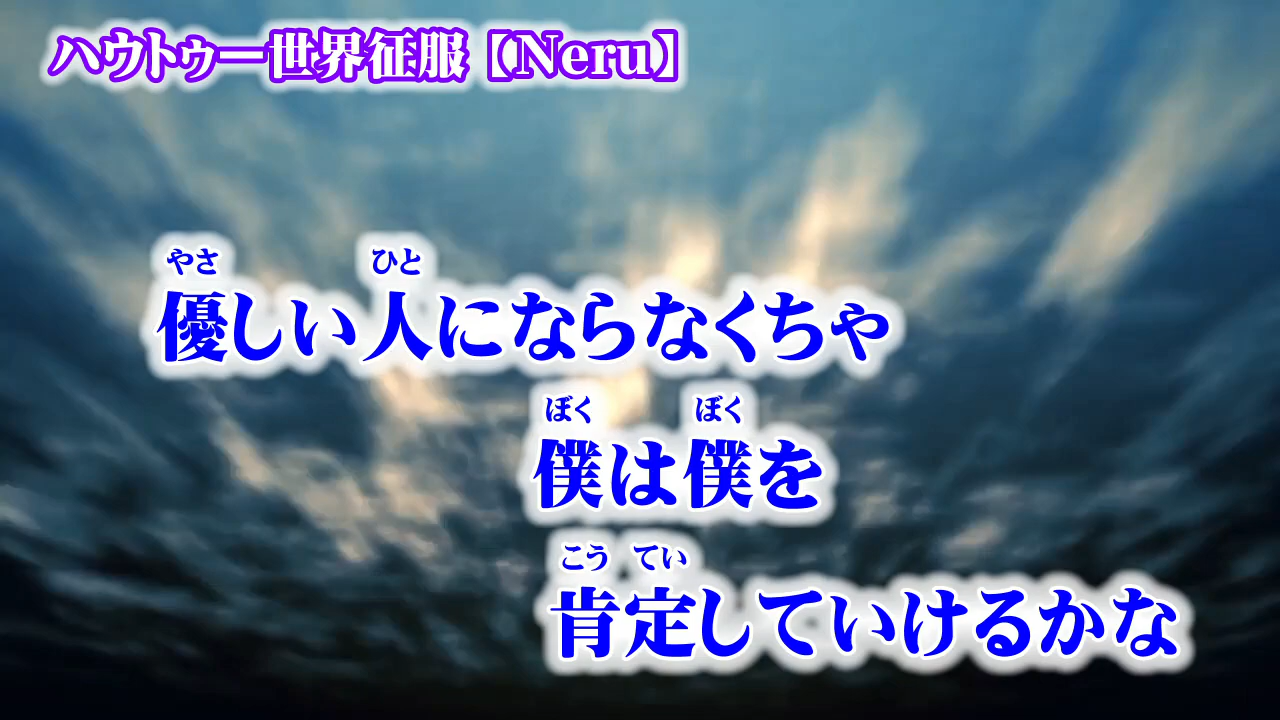 ハウトゥー世界征服【Neru】
やさ ひと
優しい人にならなくちゃ
ぼく ぼく
僕は僕を
こう てい
肯定していけるかな